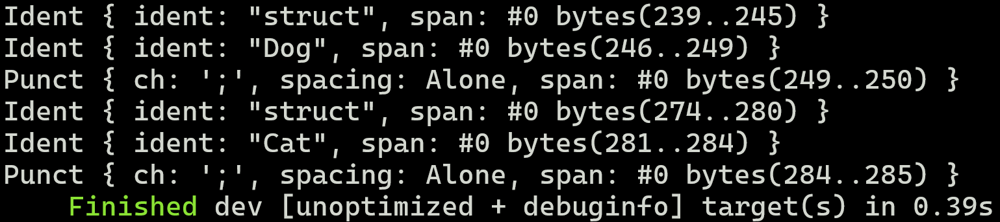 Ident { ident: "struct", span: #0 bytes(239..245) }
Ident { ident: "Dog", span: #0 bytes(246..249) }
Punct { ch: ';', spacing: Alone, span: #0 bytes(249..250) }
Ident { ident: "struct", span: #0 bytes(274..280) }
Ident { ident: "Cat", span: #0 bytes(281..284) }
Punct { ch: ';', spacing: Alone, span: #0 bytes(284..285) }
Finished dev [unoptimized + debuginfo] target(s) in 0.39s